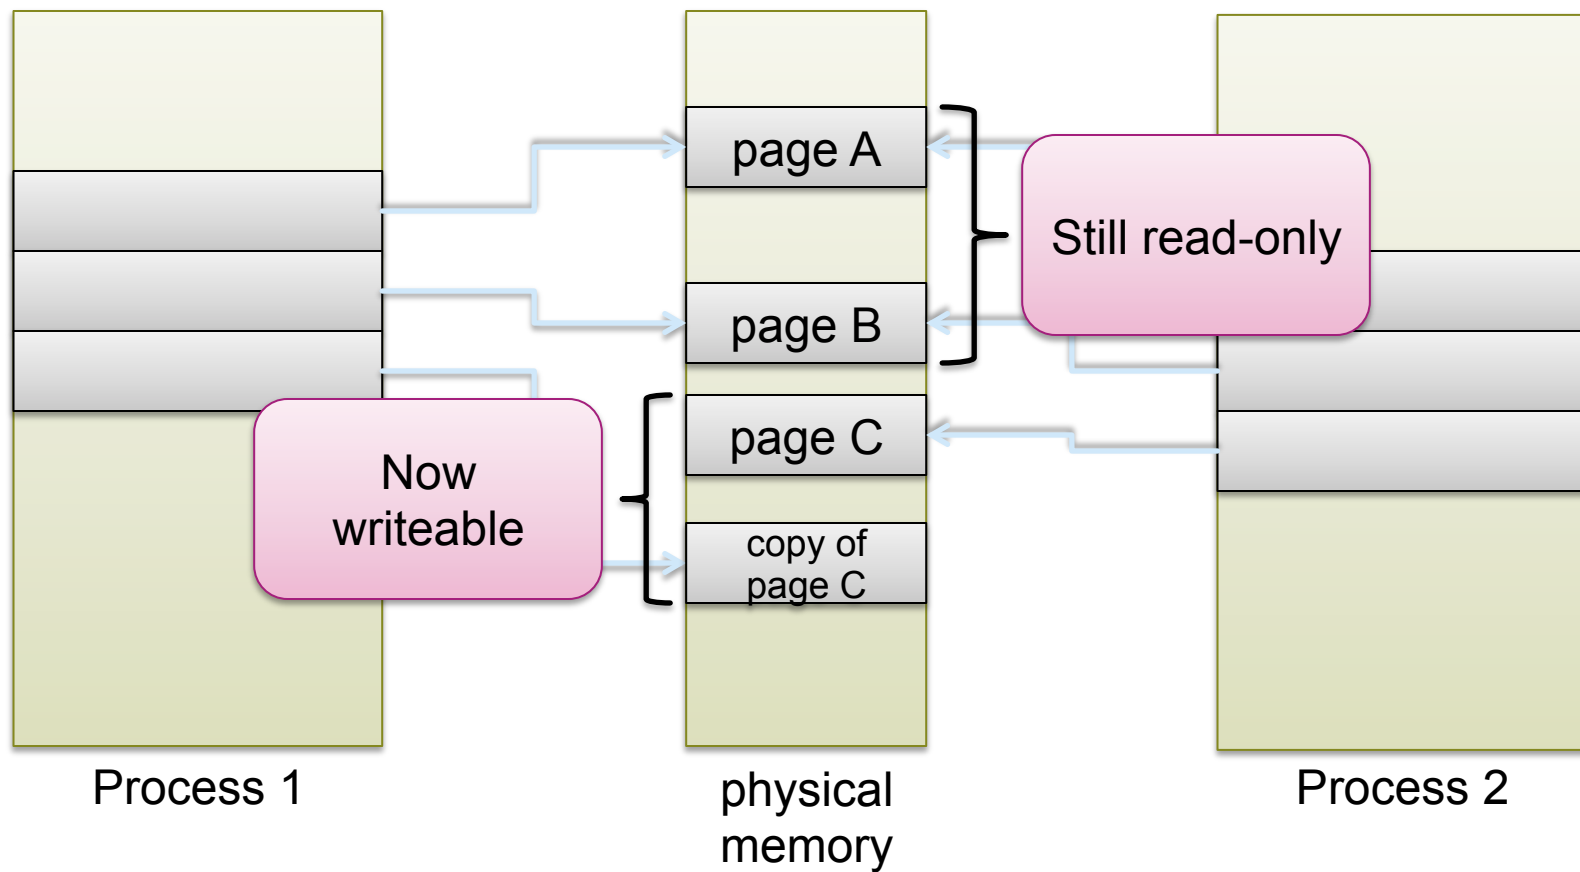 page A
Still read-only
page B
page C
Now
writeable
copy of
page C
Process 1
physical
memory
Process 2